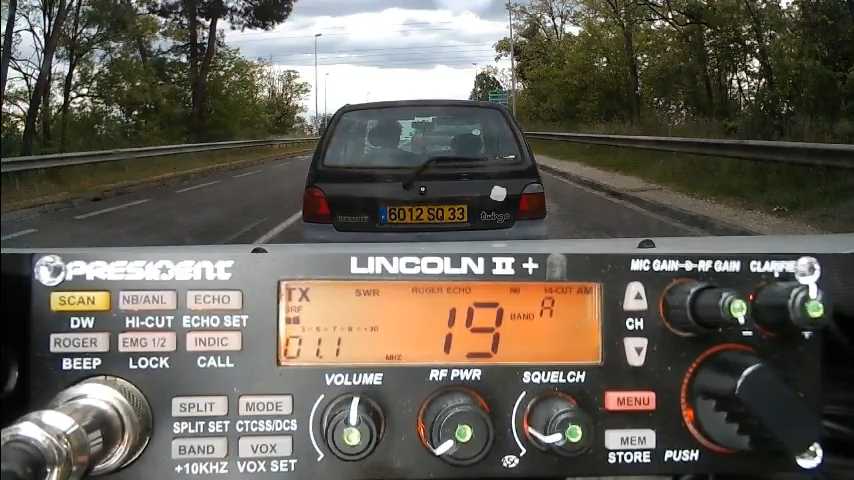 RENAULT 6012 SQ 33 twingo
PRESIDENT LINCOLN II + MIC GAIN RF GAIN CLARIFIER
SCAN NB/ANL ECHO
DW HI-CUT ECHO SET
ROGER EMG 1/2 INDIC
BEEP LOCK CALL
TX SWR ROGER ECHO NB HI-CUT AM
BAND A
19
01.1 MHZ
CH
VOLUME RF PWR SQUELCH
SPLIT MODE
SPLIT SET CTCSS/DCS
BAND VOX
+10KHZ VOX SET
MENU
MEM
STORE PUSH